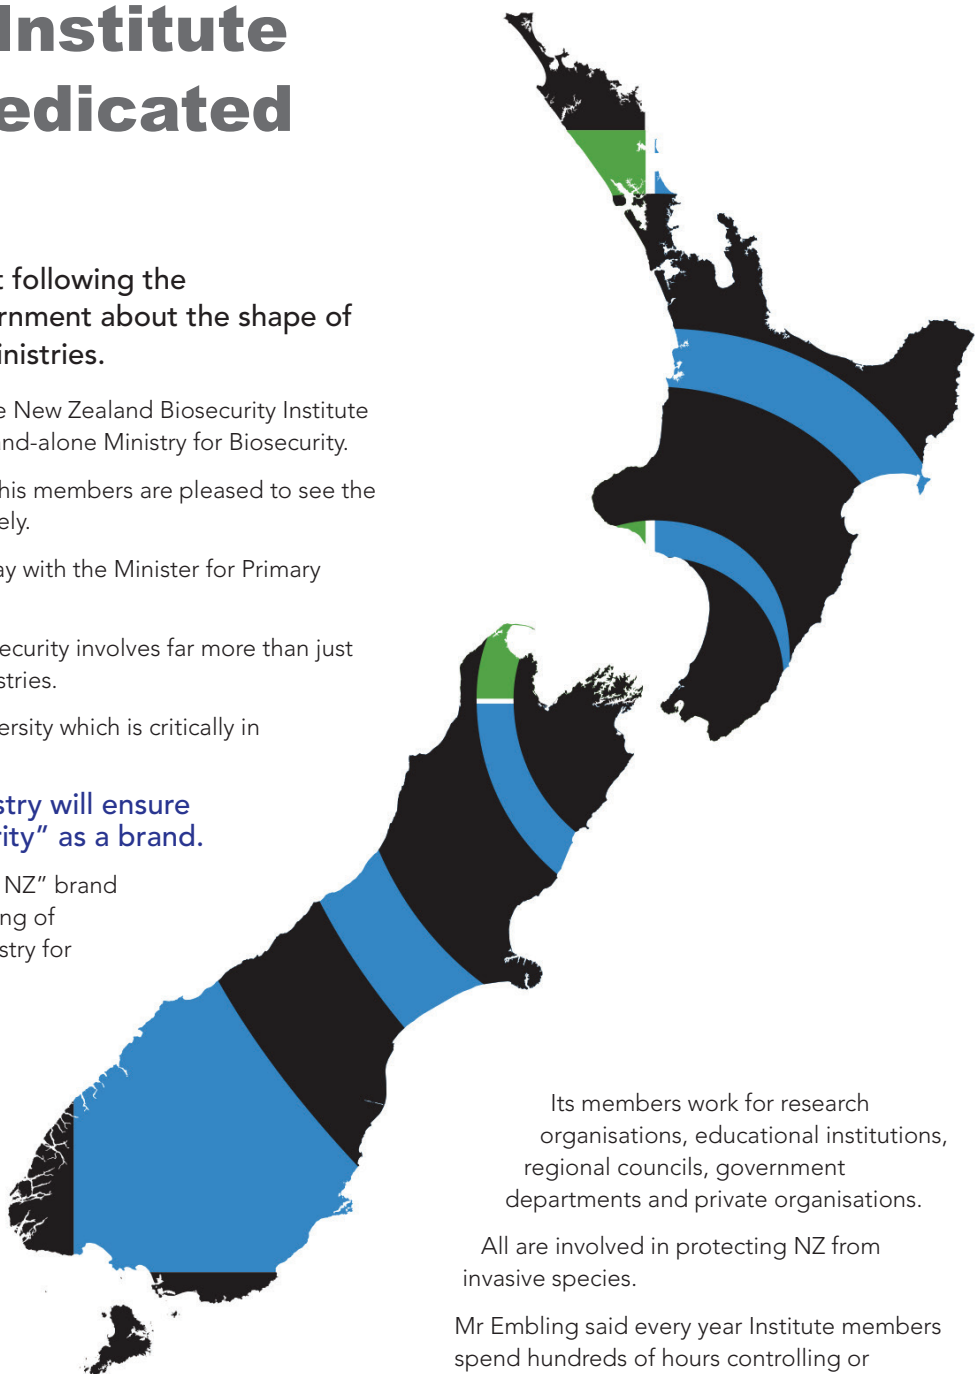 Institute
edicated
t following the
rnment about the shape of
inistries.
e New Zealand Biosecurity Institute
and-alone Ministry for Biosecurity.
his members are pleased to see the
ely.
ay with the Minister for Primary
ecurity involves far more than just
stries.
ersity which is critically in
stry will ensure
rity” as a brand.
NZ” brand
ng of
stry for
Its members work for research
organisations, educational institutions,
regional councils, government
departments and private organisations.
All are involved in protecting NZ from
invasive species.
Mr Embling said every year Institute members
spend hundreds of hours controlling or